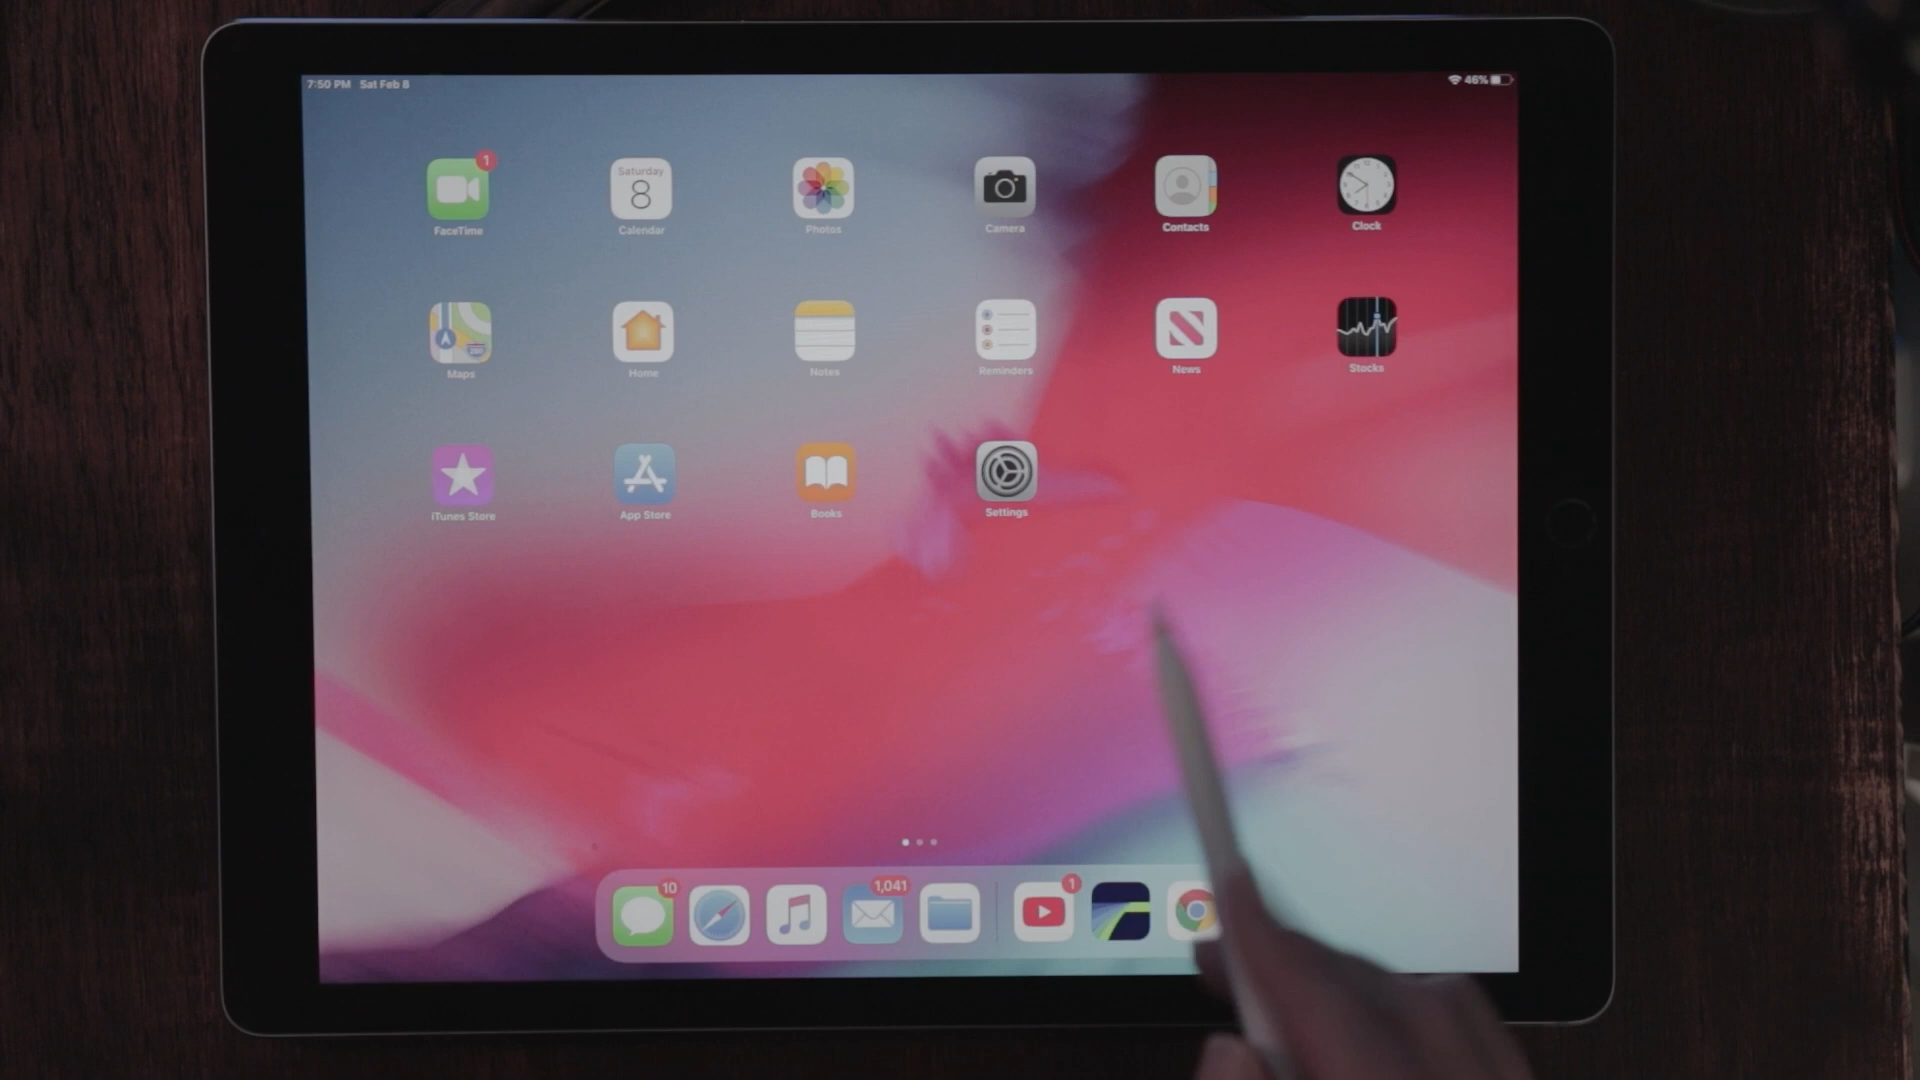 7:50 PM Sat Feb 8
46%
1
Saturday
8
FaceTime
Calendar
Photos
Camera
Contacts
Clock
Maps
Home
Notes
Reminders
News
Stocks
iTunes Store
App Store
Books
Settings
10
1,041
1